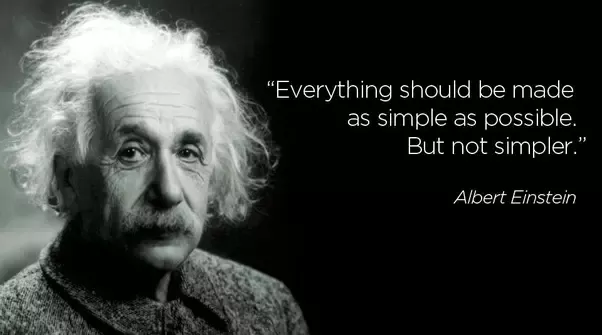 “Everything should be made
as simple as possible.
But not simpler.”
Albert Einstein